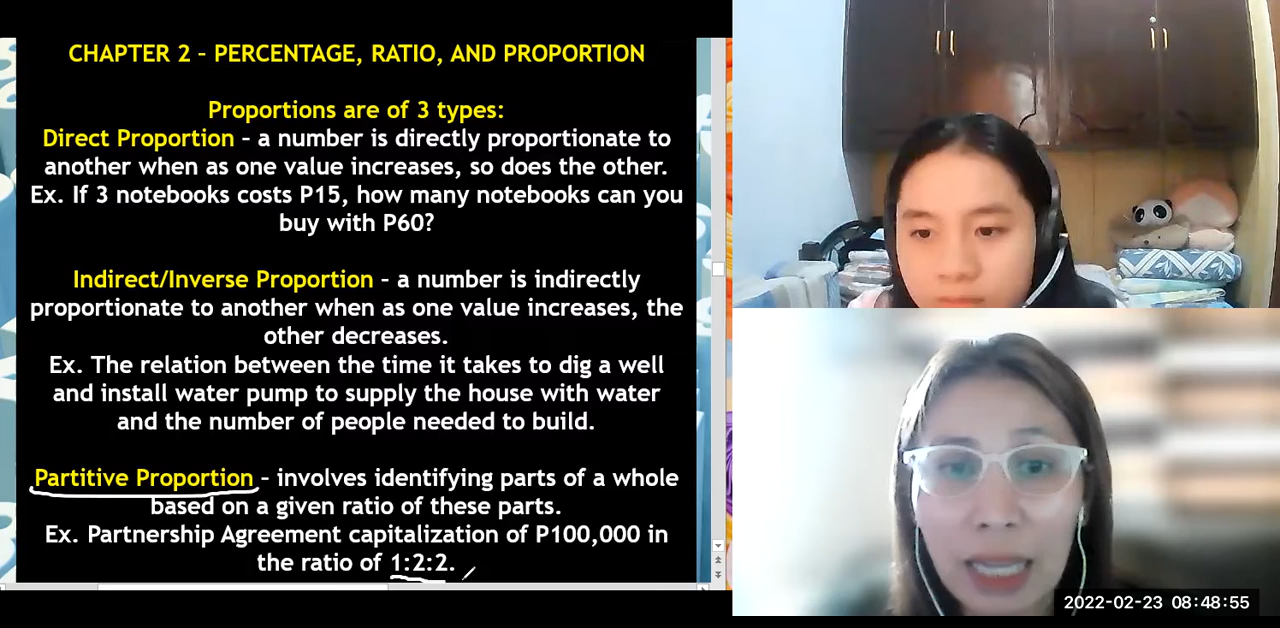 CHAPTER 2 – PERCENTAGE, RATIO, AND PROPORTION
Proportions are of 3 types:
Direct Proportion – a number is directly proportionate to
another when as one value increases, so does the other.
Ex. If 3 notebooks costs P15, how many notebooks can you
buy with P60?
Indirect/Inverse Proportion – a number is indirectly
proportionate to another when as one value increases, the
other decreases.
Ex. The relation between the time it takes to dig a well
and install water pump to supply the house with water
and the number of people needed to build.
Partitive Proportion – involves identifying parts of a whole
based on a given ratio of these parts.
Ex. Partnership Agreement capitalization of P100,000 in
the ratio of 1:2:2.
2022-02-23 08:48:55